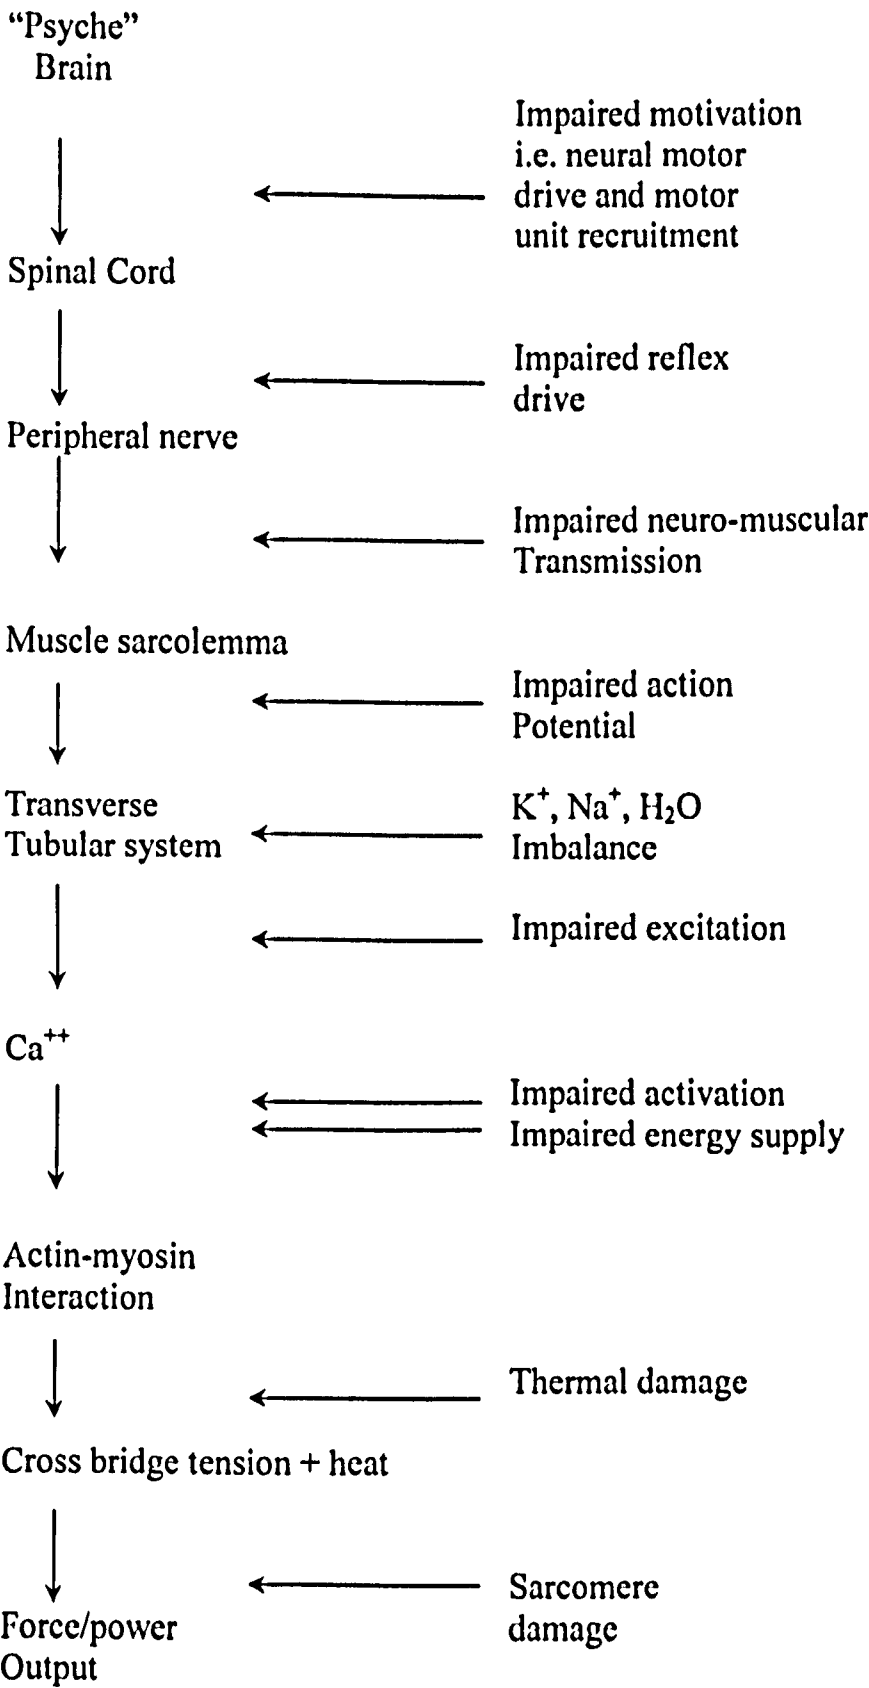 “Psyche”
Brain
Impaired motivation
i.e. neural motor
drive and motor
unit recruitment
Spinal Cord
Impaired reflex
drive
Peripheral nerve
Impaired neuro-muscular
Transmission
Muscle sarcolemma
Impaired action
Potential
Transverse
Tubular system
K⁺, Na⁺, H₂O
Imbalance
Impaired excitation
Ca⁺⁺
Impaired activation
Impaired energy supply
Actin-myosin
Interaction
Thermal damage
Cross bridge tension + heat
Sarcomere
damage
Force/power
Output